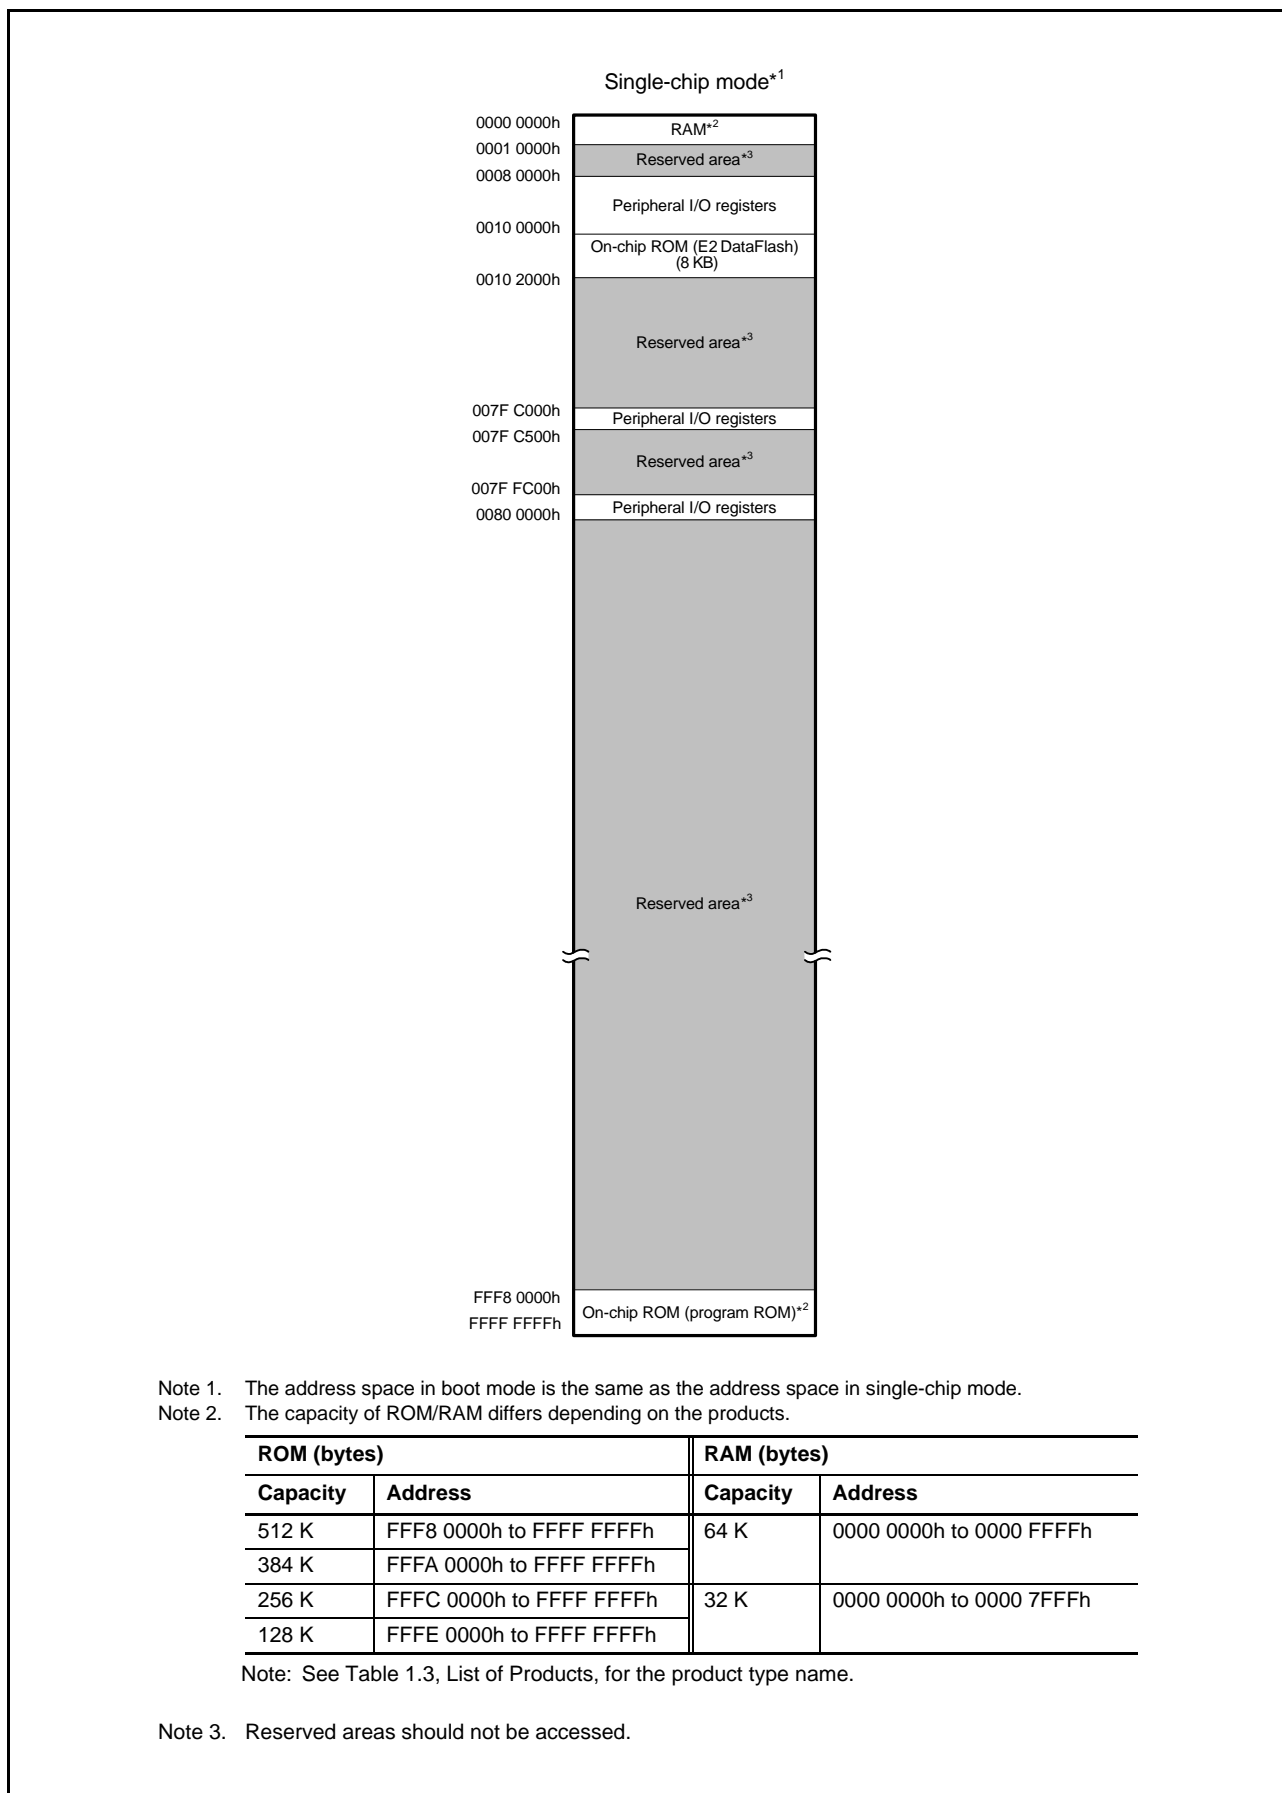 Single-chip mode*1
0000 0000h
RAM*2
0001 0000h
Reserved area*3
0008 0000h
Peripheral I/O registers
0010 0000h
On-chip ROM (E2 DataFlash)
(8 KB)
0010 2000h
Reserved area*3
007F C000h
Peripheral I/O registers
007F C500h
Reserved area*3
007F FC00h
Peripheral I/O registers
0080 0000h
Reserved area*3
FFF8 0000h
On-chip ROM (program ROM)*2
FFFF FFFFh
Note 1. The address space in boot mode is the same as the address space in single-chip mode.
Note 2. The capacity of ROM/RAM differs depending on the products.
ROM (bytes) RAM (bytes)
Capacity Address Capacity Address
512 K FFF8 0000h to FFFF FFFFh 64 K 0000 0000h to 0000 FFFFh
384 K FFFA 0000h to FFFF FFFFh
256 K FFFC 0000h to FFFF FFFFh 32 K 0000 0000h to 0000 7FFFh
128 K FFFE 0000h to FFFF FFFFh
Note: See Table 1.3, List of Products, for the product type name.
Note 3. Reserved areas should not be accessed.